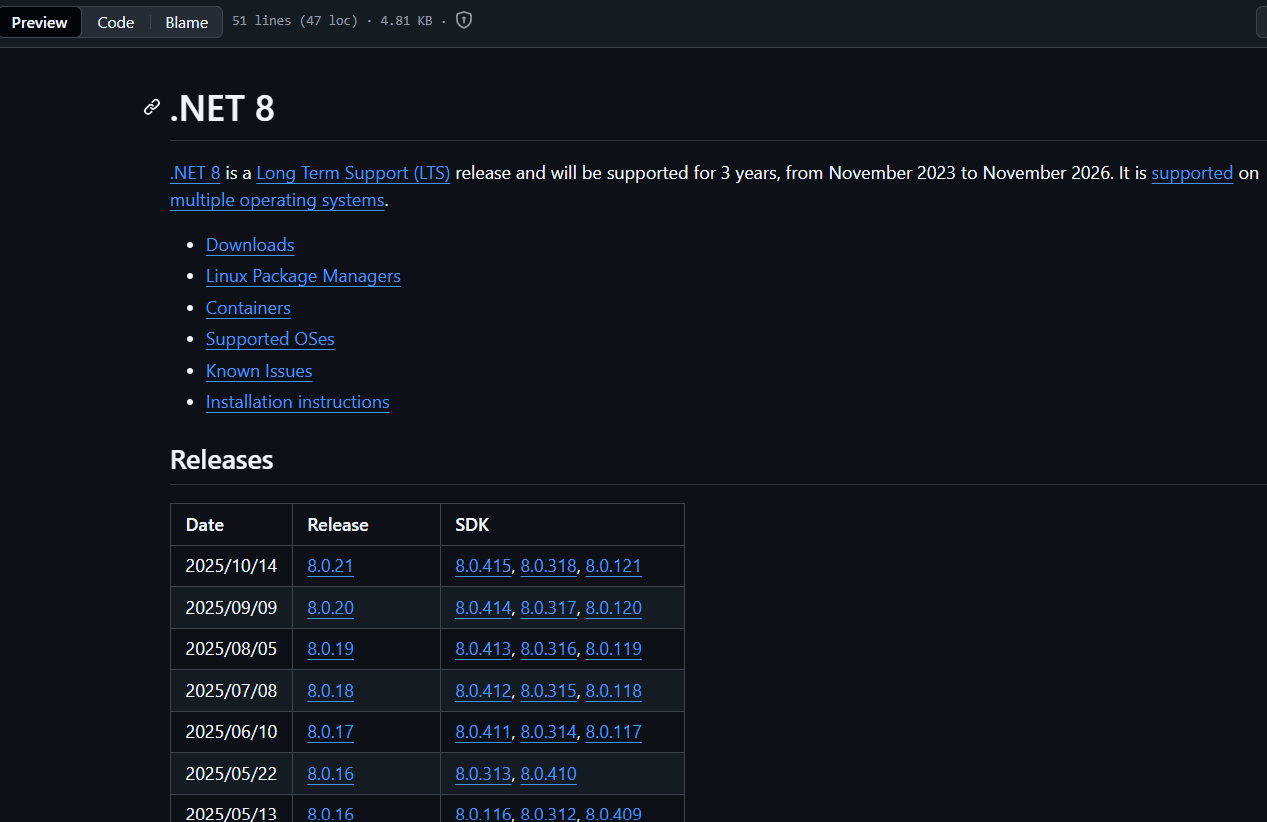 Preview Code Blame 51 lines (47 loc) · 4.81 KB ·
.NET 8
.NET 8 is a Long Term Support (LTS) release and will be supported for 3 years, from November 2023 to November 2026. It is supported on
multiple operating systems.
• Downloads
• Linux Package Managers
• Containers
• Supported OSes
• Known Issues
• Installation instructions
Releases
Date Release SDK
2025/10/14 8.0.21 8.0.415, 8.0.318, 8.0.121
2025/09/09 8.0.20 8.0.414, 8.0.317, 8.0.120
2025/08/05 8.0.19 8.0.413, 8.0.316, 8.0.119
2025/07/08 8.0.18 8.0.412, 8.0.315, 8.0.118
2025/06/10 8.0.17 8.0.411, 8.0.314, 8.0.117
2025/05/22 8.0.16 8.0.313, 8.0.410
2025/05/13 8.0.16 8.0.116, 8.0.312, 8.0.409